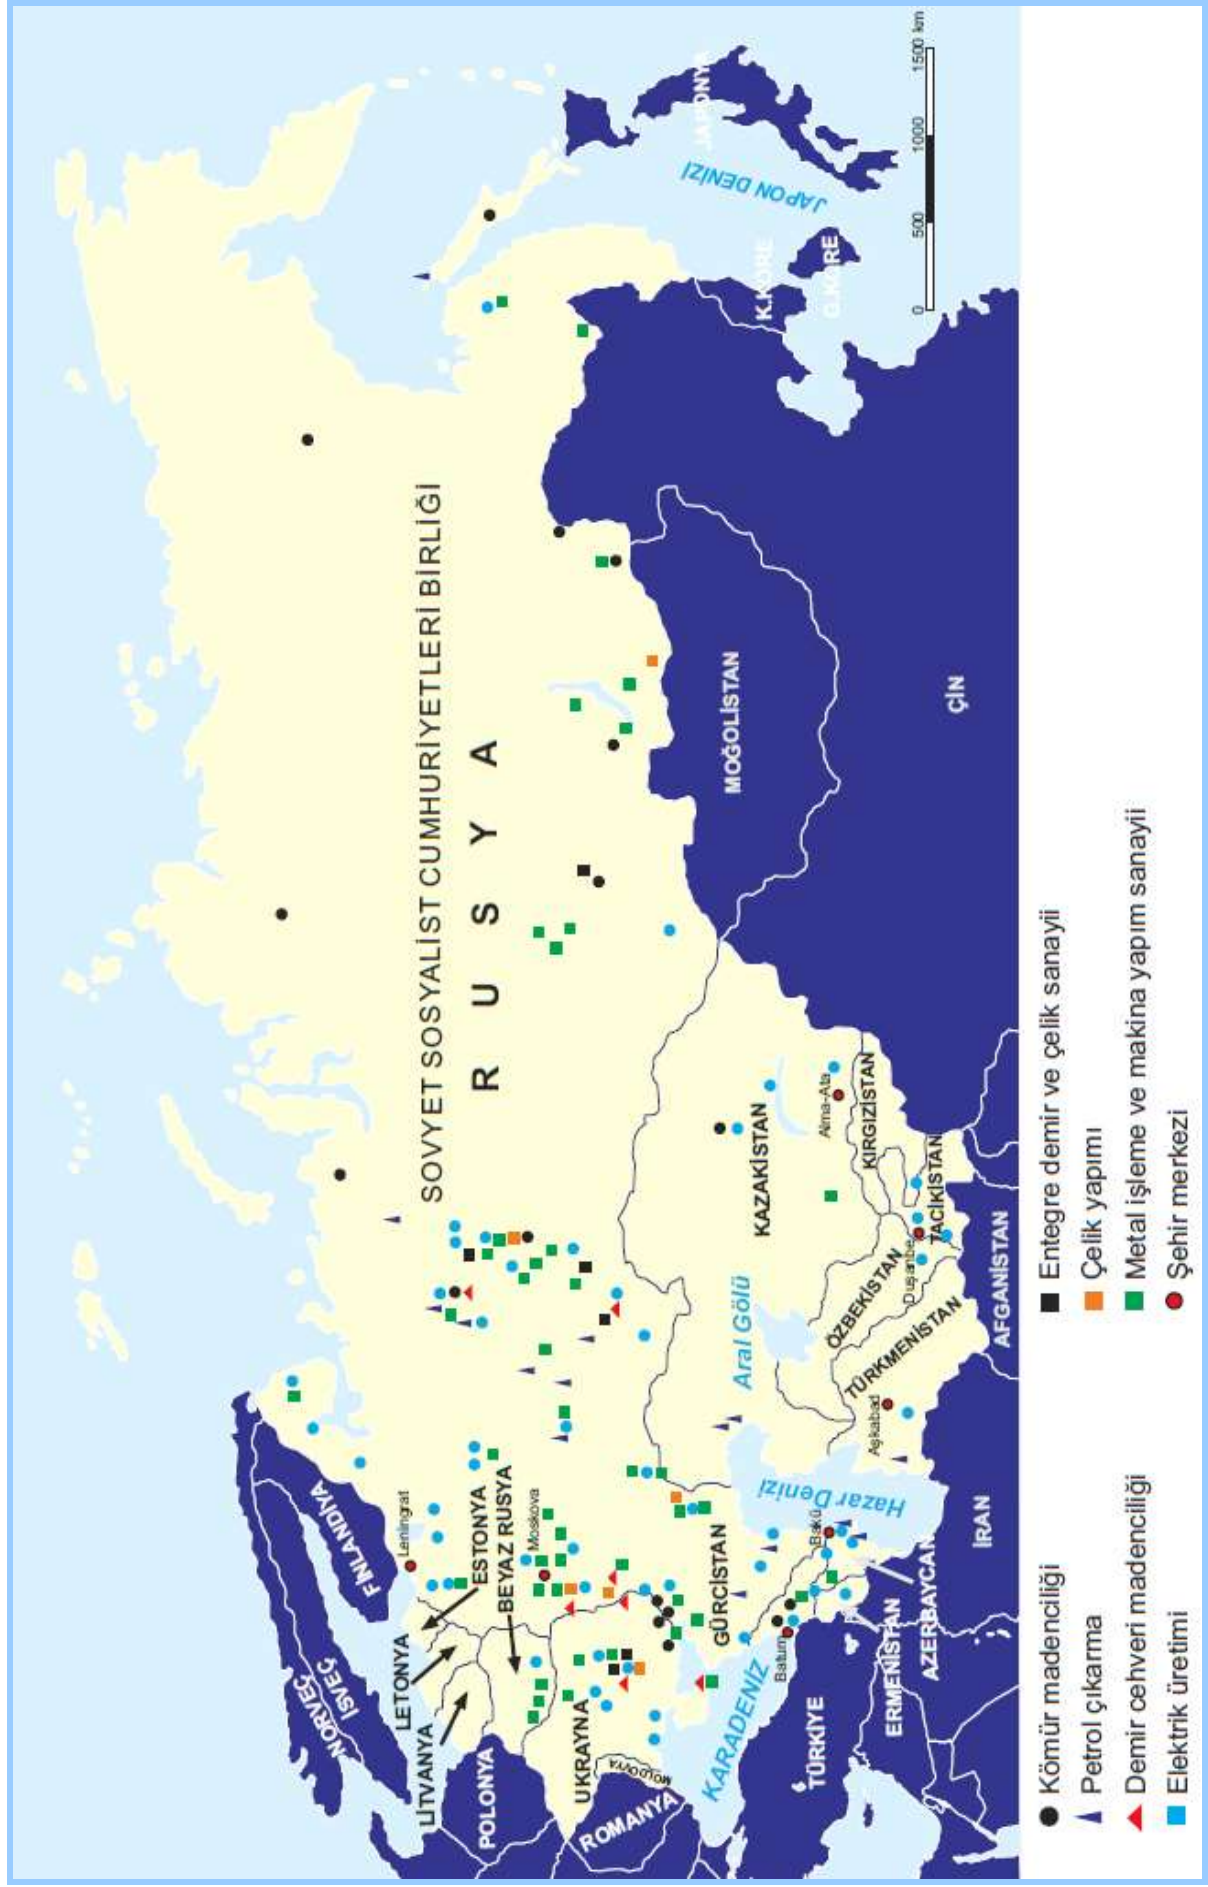 SOVYET SOSYALİST CUMHURİYETLERİ BİRLİĞİ
R U S Y A
NORVEÇ
İSVEÇ
FİNLANDİYA
Leningrat
ESTONYA
LETONYA
LİTVANYA
BEYAZ RUSYA
Moskova
POLONYA
UKRAYNA
MOLDOVYA
ROMANYA
KARADENİZ
GÜRCİSTAN
Batum
TÜRKİYE
ERMENİSTAN
AZERBAYCAN
Bakü
Hazar Denizi
İRAN
Aral Gölü
KAZAKİSTAN
ÖZBEKİSTAN
TÜRKMENİSTAN
Aşkabad
Duşanbe
TACİKİSTAN
KIRGIZİSTAN
Alma-Ata
AFGANİSTAN
MOĞOLİSTAN
ÇİN
K.KORE
G.KORE
JAPON DENİZİ
JAPONYA
0 500 1000 1500 km
Kömür madenciliği
Petrol çıkarma
Demir cehveri madenciliği
Elektrik üretimi
Entegre demir ve çelik sanayii
Çelik yapımı
Metal işleme ve makina yapım sanayii
Şehir merkezi